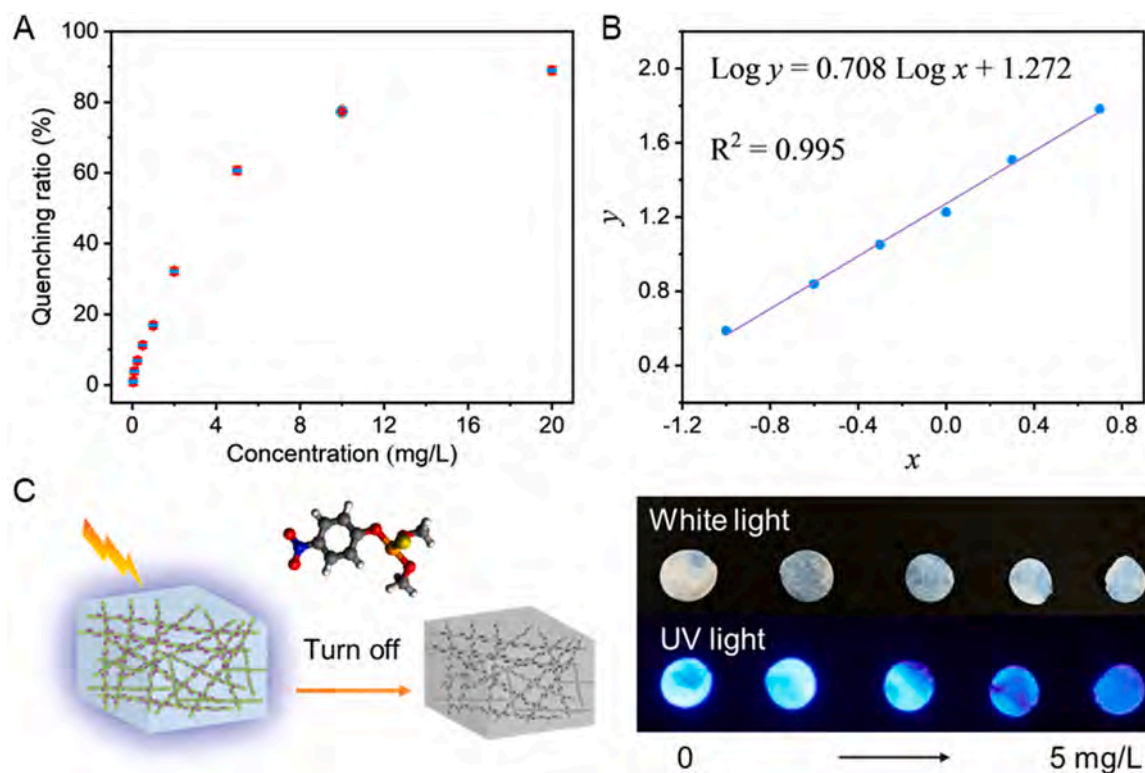 A
100
80
60
40
20
0
Quenching ratio (%)
0 4 8 12 16 20
Concentration (mg/L)
B
Log y = 0.708 Log x + 1.272
R² = 0.995
2.0
1.6
1.2
0.8
0.4
y
-1.2 -0.8 -0.4 0.0 0.4 0.8
x
C
Turn off
White light
UV light
0 5 mg/L